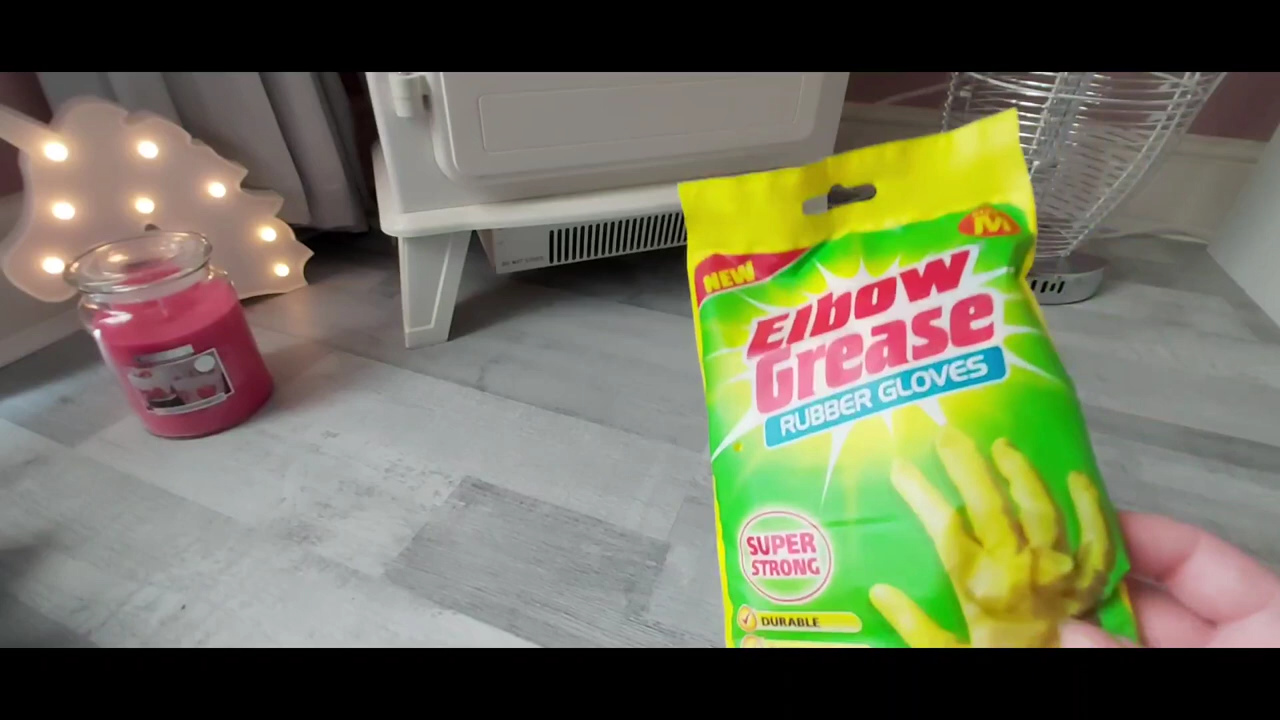 NEW
Elbow
Grease
RUBBER GLOVES
SUPER
STRONG
DURABLE